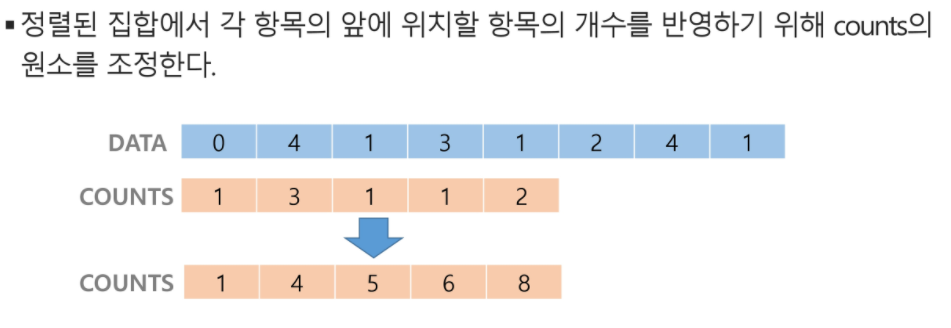 ▪ 정렬된 집합에서 각 항목의 앞에 위치할 항목의 개수를 반영하기 위해 counts의
원소를 조정한다.
DATA 0 4 1 3 1 2 4 1
COUNTS 1 3 1 1 2
COUNTS 1 4 5 6 8